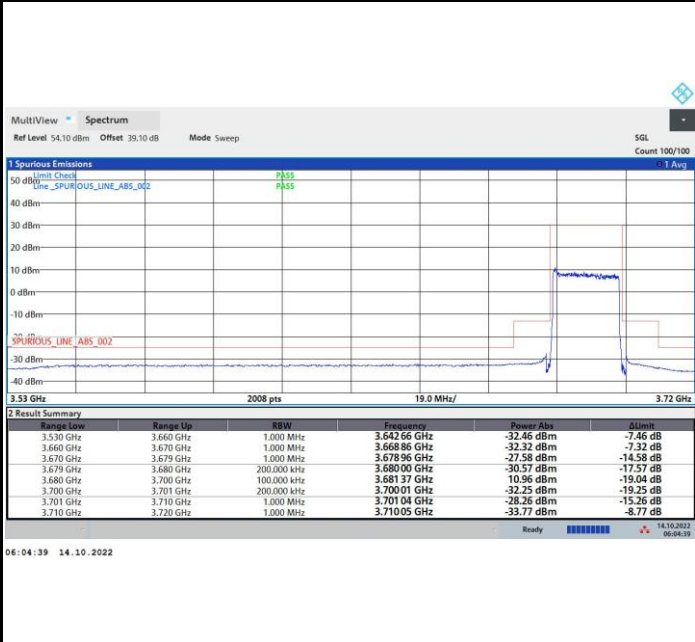 MultiView Spectrum
Ref Level 54.10 dBm Offset 39.10 dB Mode Sweep SGL
Count 100/100
1 Spurious Emissions 1 Avg
50 dBm
Limit Check PASS
Line _SPURIOUS_LINE_ABS_002 PASS
40 dBm
30 dBm
20 dBm
10 dBm
0 dBm
-10 dBm
-20 dBm
SPURIOUS_LINE_ABS_002
-30 dBm
-40 dBm
3.53 GHz 2008 pts 19.0 MHz/ 3.72 GHz
2 Result Summary
Range Low Range Up RBW Frequency Power Abs ΔLimit
3.530 GHz 3.660 GHz 1.000 MHz 3.642 66 GHz -32.46 dBm -7.46 dB
3.660 GHz 3.670 GHz 1.000 MHz 3.668 86 GHz -32.32 dBm -7.32 dB
3.670 GHz 3.679 GHz 1.000 MHz 3.678 96 GHz -27.58 dBm -14.58 dB
3.679 GHz 3.680 GHz 200.000 kHz 3.680 00 GHz -30.57 dBm -17.57 dB
3.680 GHz 3.700 GHz 100.000 kHz 3.681 37 GHz 10.96 dBm -19.04 dB
3.700 GHz 3.701 GHz 200.000 kHz 3.700 01 GHz -32.25 dBm -19.25 dB
3.701 GHz 3.710 GHz 1.000 MHz 3.701 04 GHz -28.26 dBm -15.26 dB
3.710 GHz 3.720 GHz 1.000 MHz 3.710 05 GHz -33.77 dBm -8.77 dB
Ready 14.10.2022
06:04:39
06:04:39 14.10.2022